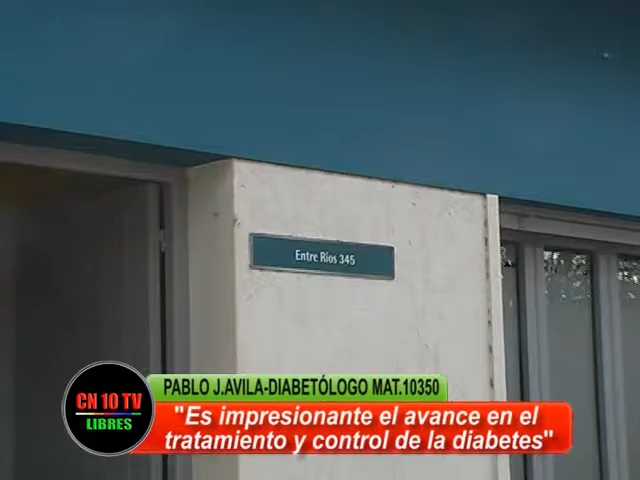 Entre Ríos 345
PABLO J.AVILA-DIABETÓLOGO MAT.10350
CN 10 TV
LIBRES
"Es impresionante el avance en el
tratamiento y control de la diabetes"